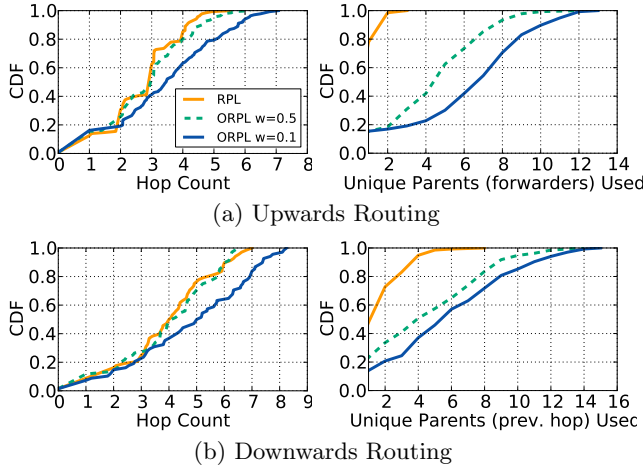 1.0
0.8
0.6
0.4
0.2
0.0
CDF
0 1 2 3 4 5 6 7 8
Hop Count
RPL
ORPL w=0.5
ORPL w=0.1
1.0
0.8
0.6
0.4
0.2
0.0
CDF
2 4 6 8 10 12 14
Unique Parents (forwarders) Used
(a) Upwards Routing
1.0
0.8
0.6
0.4
0.2
0.0
CDF
0 1 2 3 4 5 6 7 8 9
Hop Count
1.0
0.8
0.6
0.4
0.2
0.0
CDF
2 4 6 8 10 12 14 16
Unique Parents (prev. hop) Usec
(b) Downwards Routing